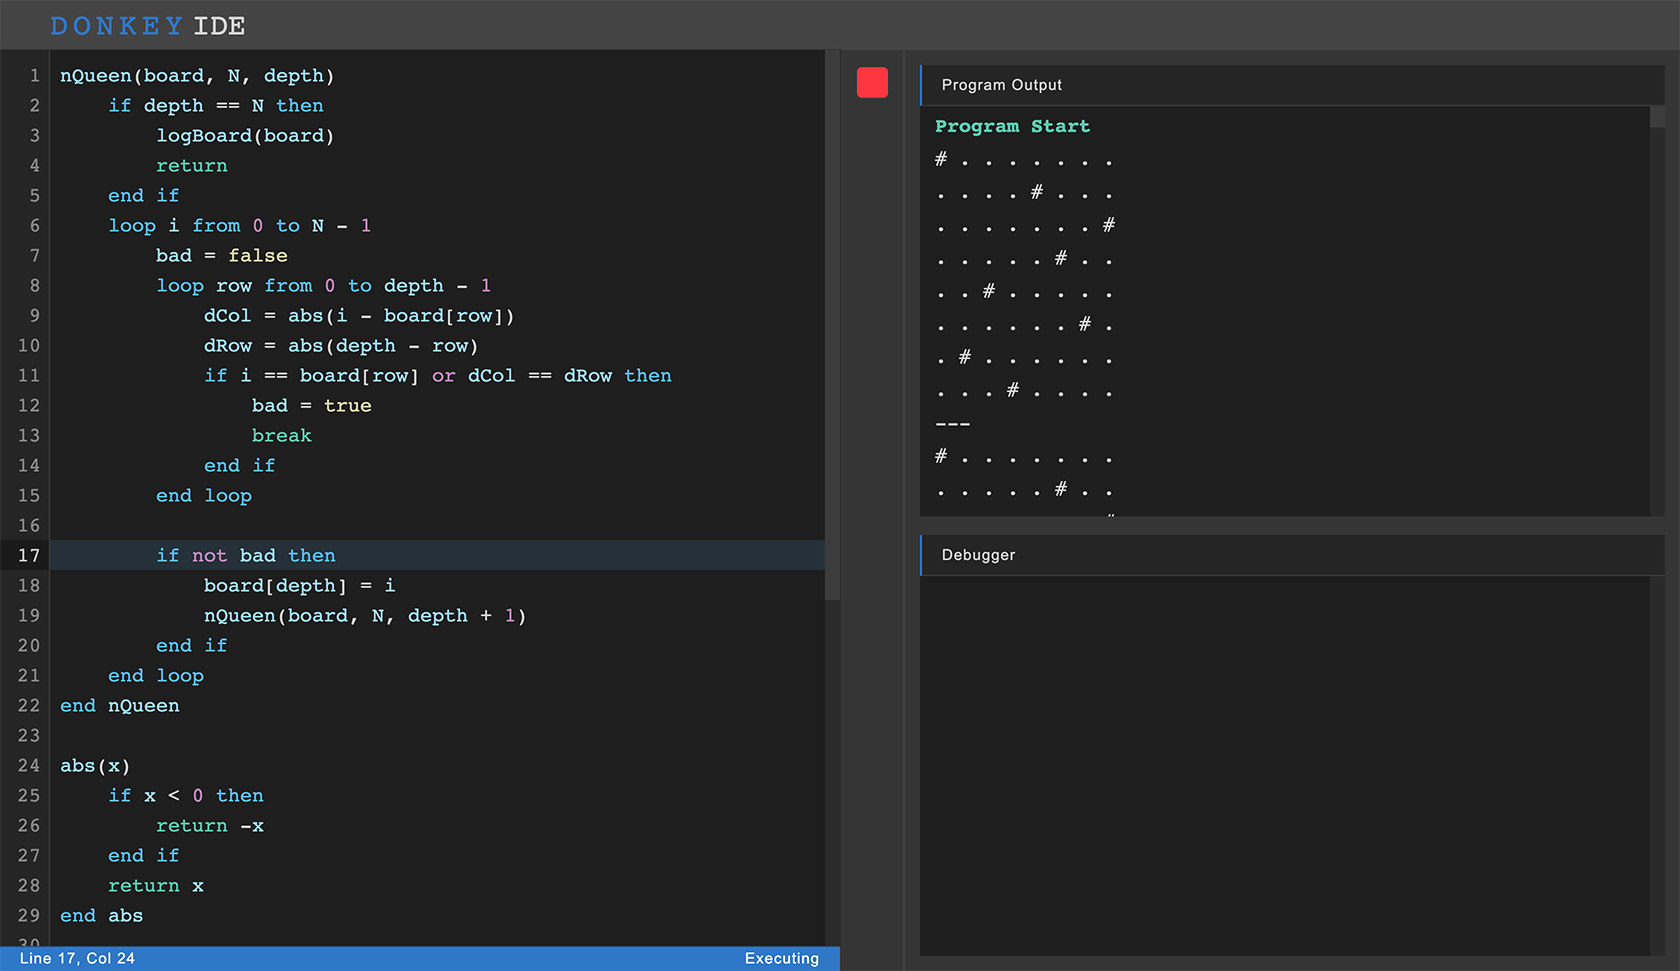 DONKEY IDE
1 nQueen(board, N, depth)
2     if depth == N then
3         logBoard(board)
4         return
5     end if
6     loop i from 0 to N - 1
7         bad = false
8         loop row from 0 to depth - 1
9             dCol = abs(i - board[row])
10             dRow = abs(depth - row)
11             if i == board[row] or dCol == dRow then
12                 bad = true
13                 break
14             end if
15         end loop
16
17         if not bad then
18             board[depth] = i
19             nQueen(board, N, depth + 1)
20         end if
21     end loop
22 end nQueen
23
24 abs(x)
25     if x < 0 then
26         return -x
27     end if
28     return x
29 end abs
30
Line 17, Col 24
Executing
Program Output
Program Start
# . . . . . . .
. . . . # . . .
. . . . . . . #
. . . . . # . .
. . # . . . . .
. . . . . . # .
. # . . . . . .
. . . # . . . .
---
# . . . . . . .
. . . . . # . .
Debugger